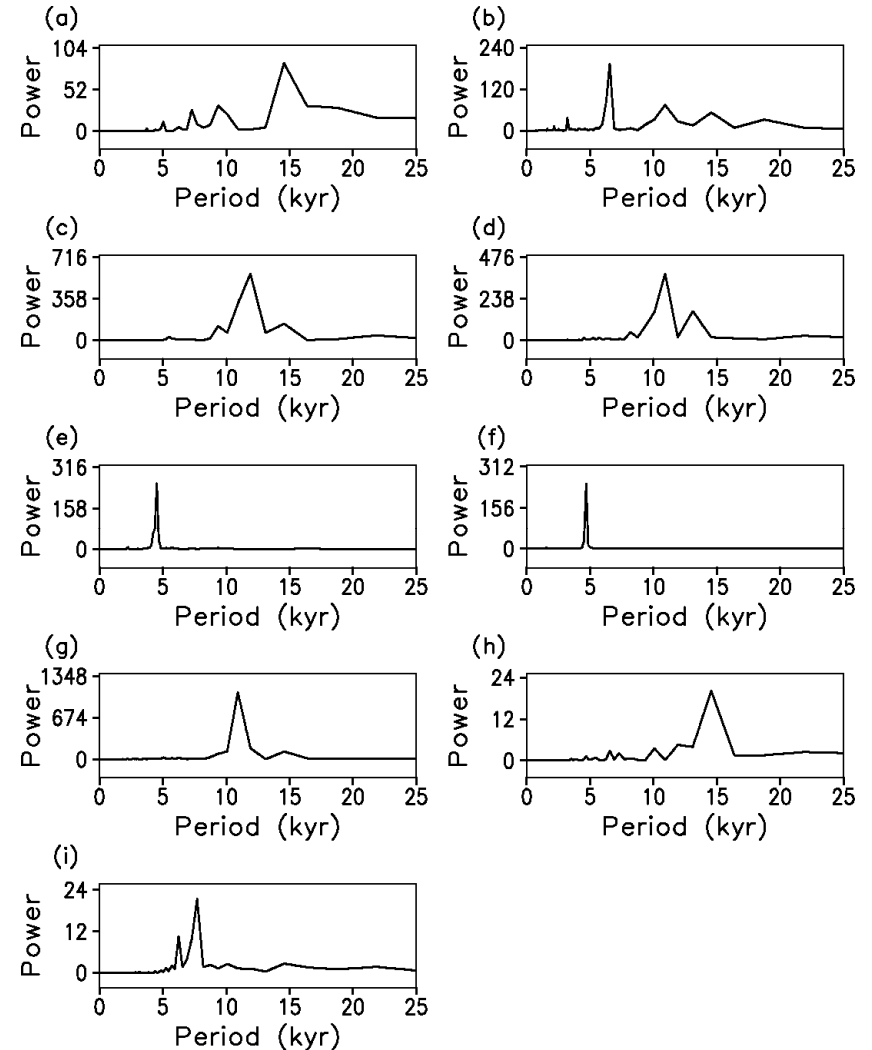 (a)
104
52
0
Power
0 5 10 15 20 25
Period (kyr)
(b)
240
120
0
Power
0 5 10 15 20 25
Period (kyr)
(c)
716
358
0
Power
0 5 10 15 20 25
Period (kyr)
(d)
476
238
0
Power
0 5 10 15 20 25
Period (kyr)
(e)
316
158
0
Power
0 5 10 15 20 25
Period (kyr)
(f)
312
156
0
Power
0 5 10 15 20 25
Period (kyr)
(g)
1348
674
0
Power
0 5 10 15 20 25
Period (kyr)
(h)
24
12
0
Power
0 5 10 15 20 25
Period (kyr)
(i)
24
12
0
Power
0 5 10 15 20 25
Period (kyr)